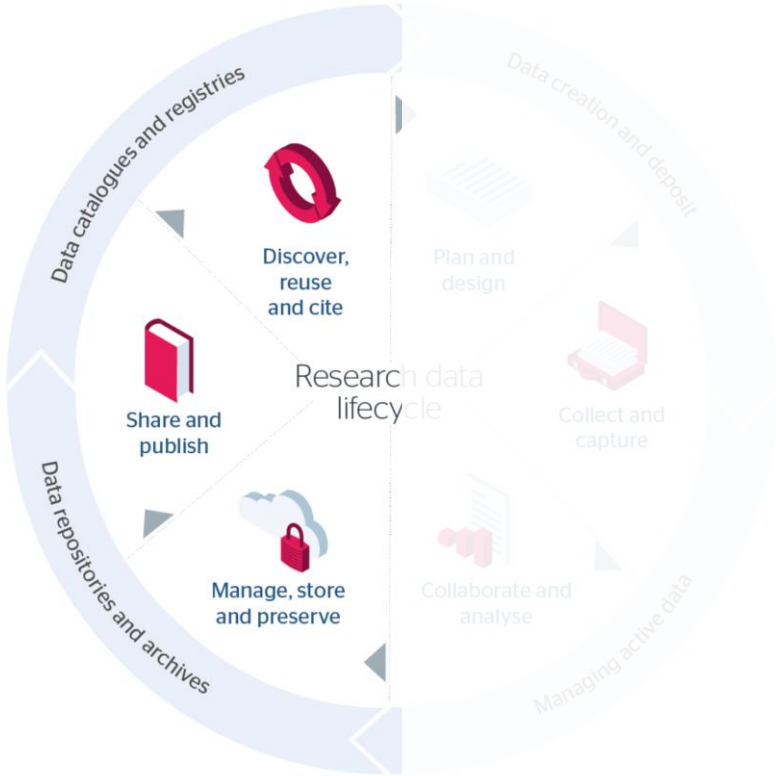 Data catalogues and registries
Data creation and deposit
Discover,
reuse
and cite
Plan and
design
Research data
lifecycle
Share and
publish
Collect and
capture
Manage, store
and preserve
Collaborate and
analyse
Data repositories and archives
Managing active data